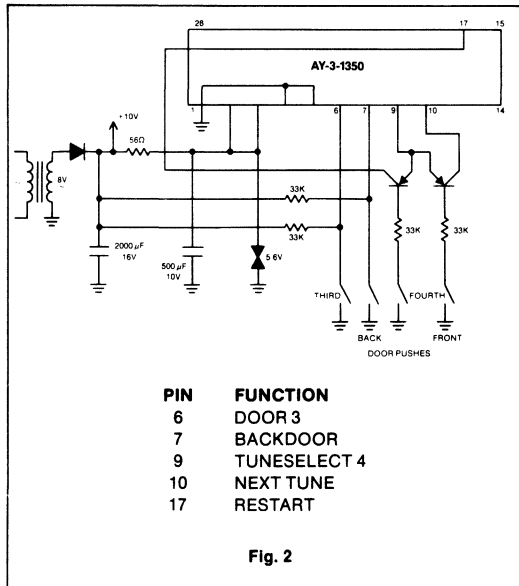 28 17 15
AY-3-1350
1 6 7 9 10 14
+10V
56Ω
8V
33K
33K 33K 33K
2000 µF
16V
500 µF
10V
5 6V
THIRD FOURTH
BACK FRONT
DOOR PUSHES
PIN FUNCTION
6 DOOR 3
7 BACKDOOR
9 TUNESELECT 4
10 NEXT TUNE
17 RESTART
Fig. 2